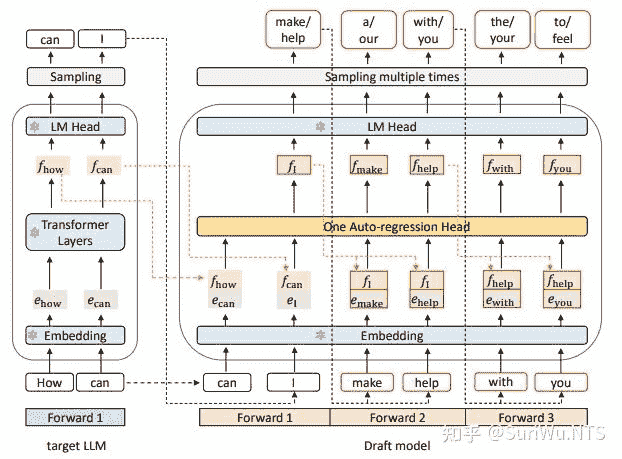 can I
make/ help a/ our with/ you the/ your to/ feel
Sampling Sampling multiple times
LM Head LM Head
f_how f_can f_I f_make f_help f_with f_you
Transformer Layers
One Auto-regression Head
f_how f_can f_I f_I f_help f_help
e_how e_can e_can e_I e_make e_help e_with e_you
Embedding Embedding
How can can I make help with you
Forward 1 Forward 1 Forward 2 Forward 3
target LLM Draft model
知乎 @SuriWu.NTS